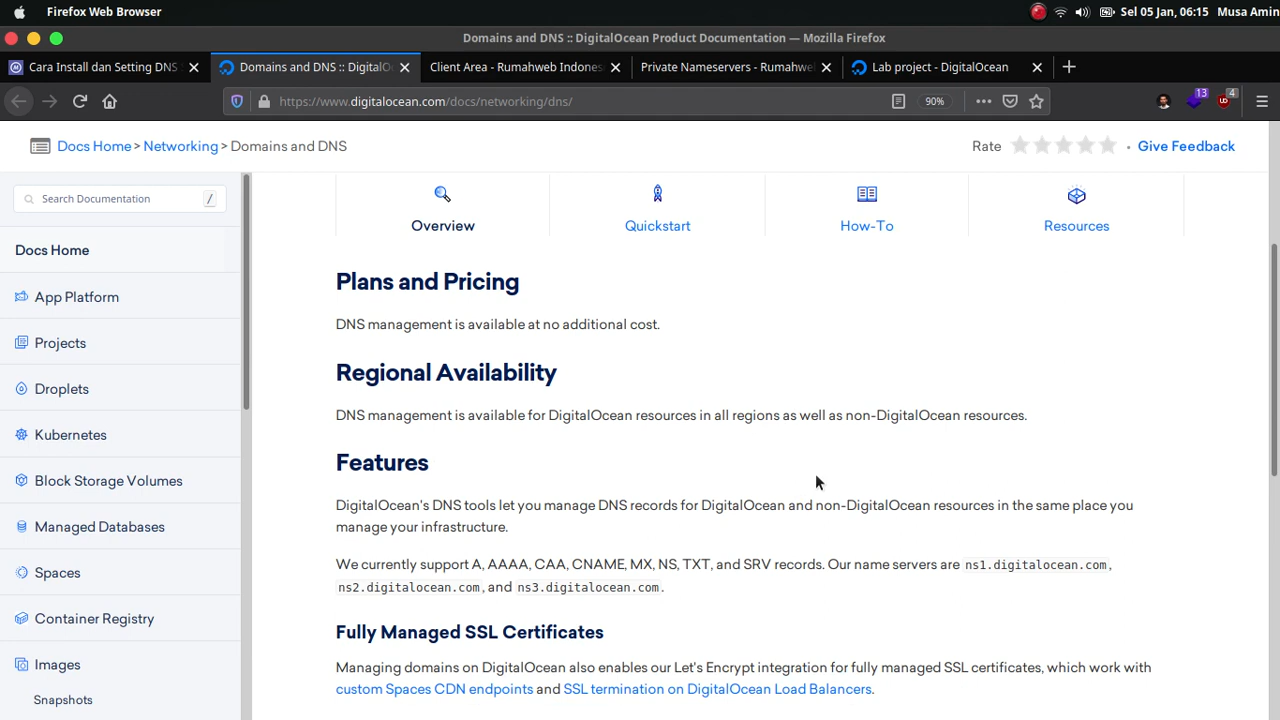 Firefox Web Browser
Sel 05 Jan, 06:15 Musa Amin
Domains and DNS :: DigitalOcean Product Documentation — Mozilla Firefox
Cara Install dan Setting DNS
Domains and DNS :: DigitalO
Client Area - Rumahweb Indones
Private Nameservers - Rumahwe
Lab project - DigitalOcean
https://www.digitalocean.com/docs/networking/dns/
90%
13
4
Docs Home > Networking > Domains and DNS
Rate
Give Feedback
Search Documentation /
Docs Home
App Platform
Projects
Droplets
Kubernetes
Block Storage Volumes
Managed Databases
Spaces
Container Registry
Images
Snapshots
Overview
Quickstart
How-To
Resources
Plans and Pricing
DNS management is available at no additional cost.
Regional Availability
DNS management is available for DigitalOcean resources in all regions as well as non-DigitalOcean resources.
Features
DigitalOcean's DNS tools let you manage DNS records for DigitalOcean and non-DigitalOcean resources in the same place you
manage your infrastructure.
We currently support A, AAAA, CAA, CNAME, MX, NS, TXT, and SRV records. Our name servers are ns1.digitalocean.com,
ns2.digitalocean.com, and ns3.digitalocean.com.
Fully Managed SSL Certificates
Managing domains on DigitalOcean also enables our Let's Encrypt integration for fully managed SSL certificates, which work with
custom Spaces CDN endpoints and SSL termination on DigitalOcean Load Balancers.